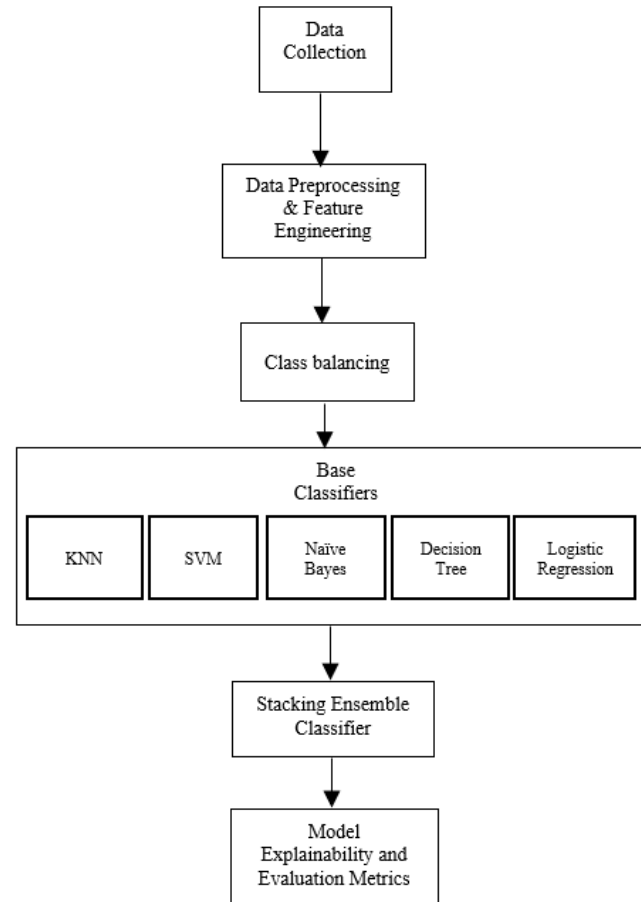 Data
Collection
Data Preprocessing
& Feature
Engineering
Class balancing
Base
Classifiers
KNN
SVM
Naïve
Bayes
Decision
Tree
Logistic
Regression
Stacking Ensemble
Classifier
Model
Explainability and
Evaluation Metrics